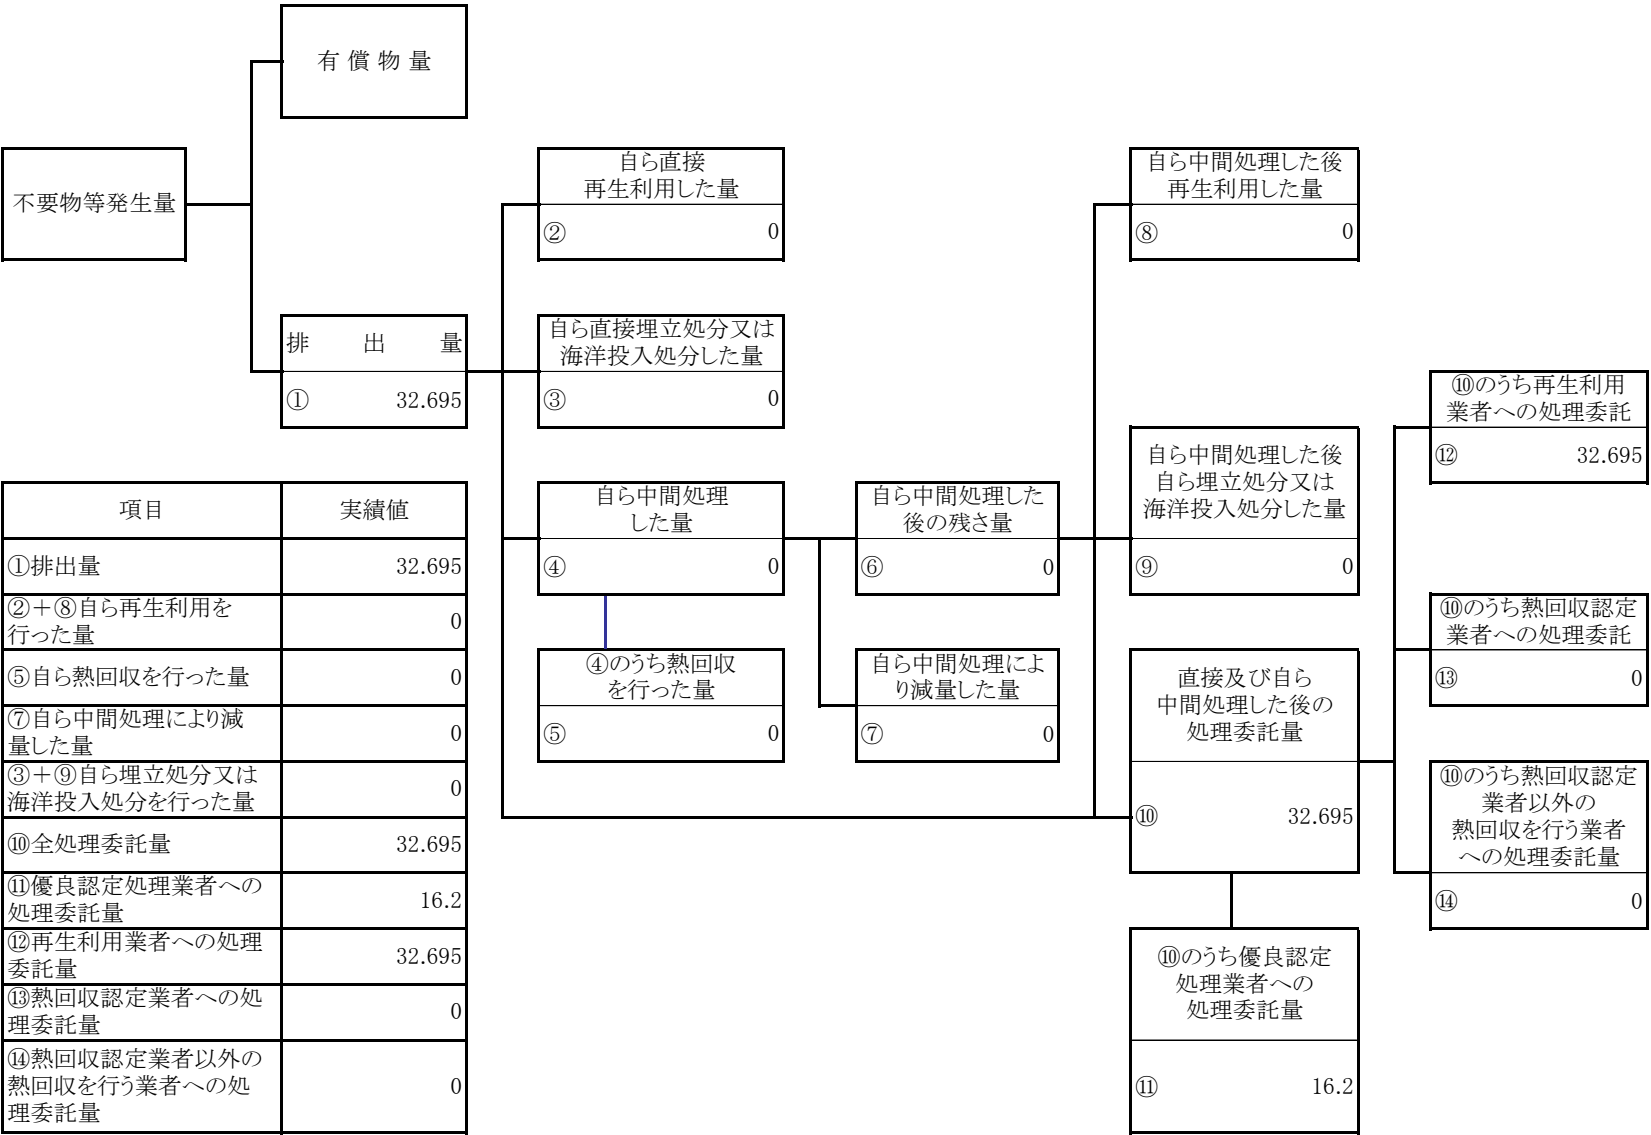 有 償 物 量
不要物等発生量
排 出 量
① 32.695
自ら直接
再生利用した量
② 0
自ら直接埋立処分又は
海洋投入処分した量
③ 0
自ら中間処理
した量
④ 0
④のうち熱回収
を行った量
⑤ 0
自ら中間処理した
後の残さ量
⑥ 0
自ら中間処理によ
り減量した量
⑦ 0
自ら中間処理した後
再生利用した量
⑧ 0
自ら中間処理した後
自ら埋立処分又は
海洋投入処分した量
⑨ 0
直接及び自ら
中間処理した後の
処理委託量
⑩ 32.695
⑩のうち優良認定
処理業者への
処理委託量
⑪ 16.2
⑩のうち再生利用
業者への処理委託
⑫ 32.695
⑩のうち熱回収認定
業者への処理委託
⑬ 0
⑩のうち熱回収認定
業者以外の
熱回収を行う業者
への処理委託量
⑭ 0
項目 実績値
①排出量 32.695
②＋⑧自ら再生利用を
行った量 0
⑤自ら熱回収を行った量 0
⑦自ら中間処理により減
量した量 0
③＋⑨自ら埋立処分又は
海洋投入処分を行った量 0
⑩全処理委託量 32.695
⑪優良認定処理業者への
処理委託量 16.2
⑫再生利用業者への処理
委託量 32.695
⑬熱回収認定業者への処
理委託量 0
⑭熱回収認定業者以外の
熱回収を行う業者への処
理委託量 0